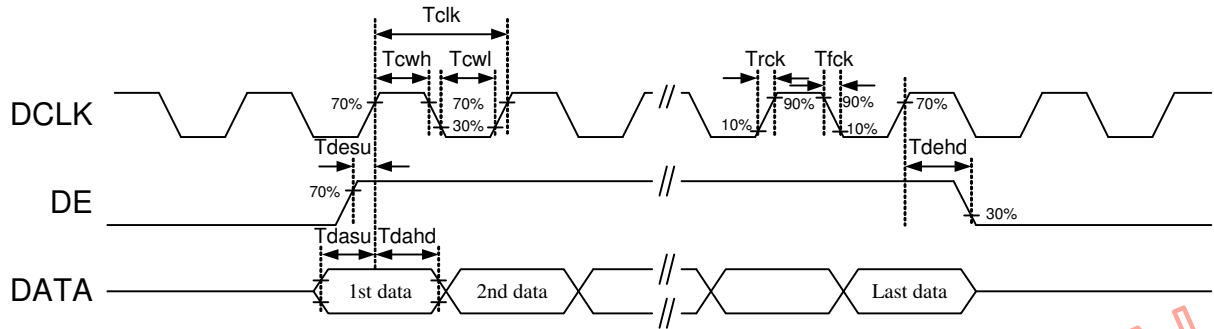 Tclk
Tcwh Tcwl Trck Tfck
DCLK 70% 70% 30% 10% 90% 90% 10% 70%
Tdesu Tdehd
DE 70% 30%
Tdasu Tdahd
DATA 1st data 2nd data Last data